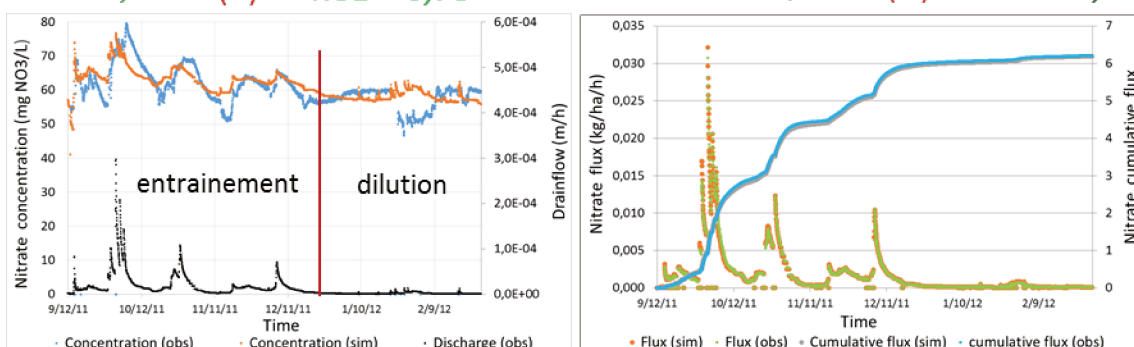 80
70
60
50
40
30
20
10
0
Nitrate concentration (mg NO3/L)
6,0E-04
5,0E-04
4,0E-04
3,0E-04
2,0E-04
1,0E-04
0,0E+00
Drainflow (m/h)
entrainement
dilution
9/12/11 10/12/11 11/11/11 12/11/11 1/10/12 2/9/12
Time
Concentration (obs) Concentration (sim) Discharge (obs)
0,035
0,030
0,025
0,020
0,015
0,010
0,005
0,000
Nitrate flux (kg/ha/h)
7
6
5
4
3
2
1
0
Nitrate cumulative flux
9/12/11 10/12/11 11/11/11 12/11/11 1/10/12 2/9/12
Time
Flux (sim) Flux (obs) Cumulative flux (sim) cumulative flux (obs)